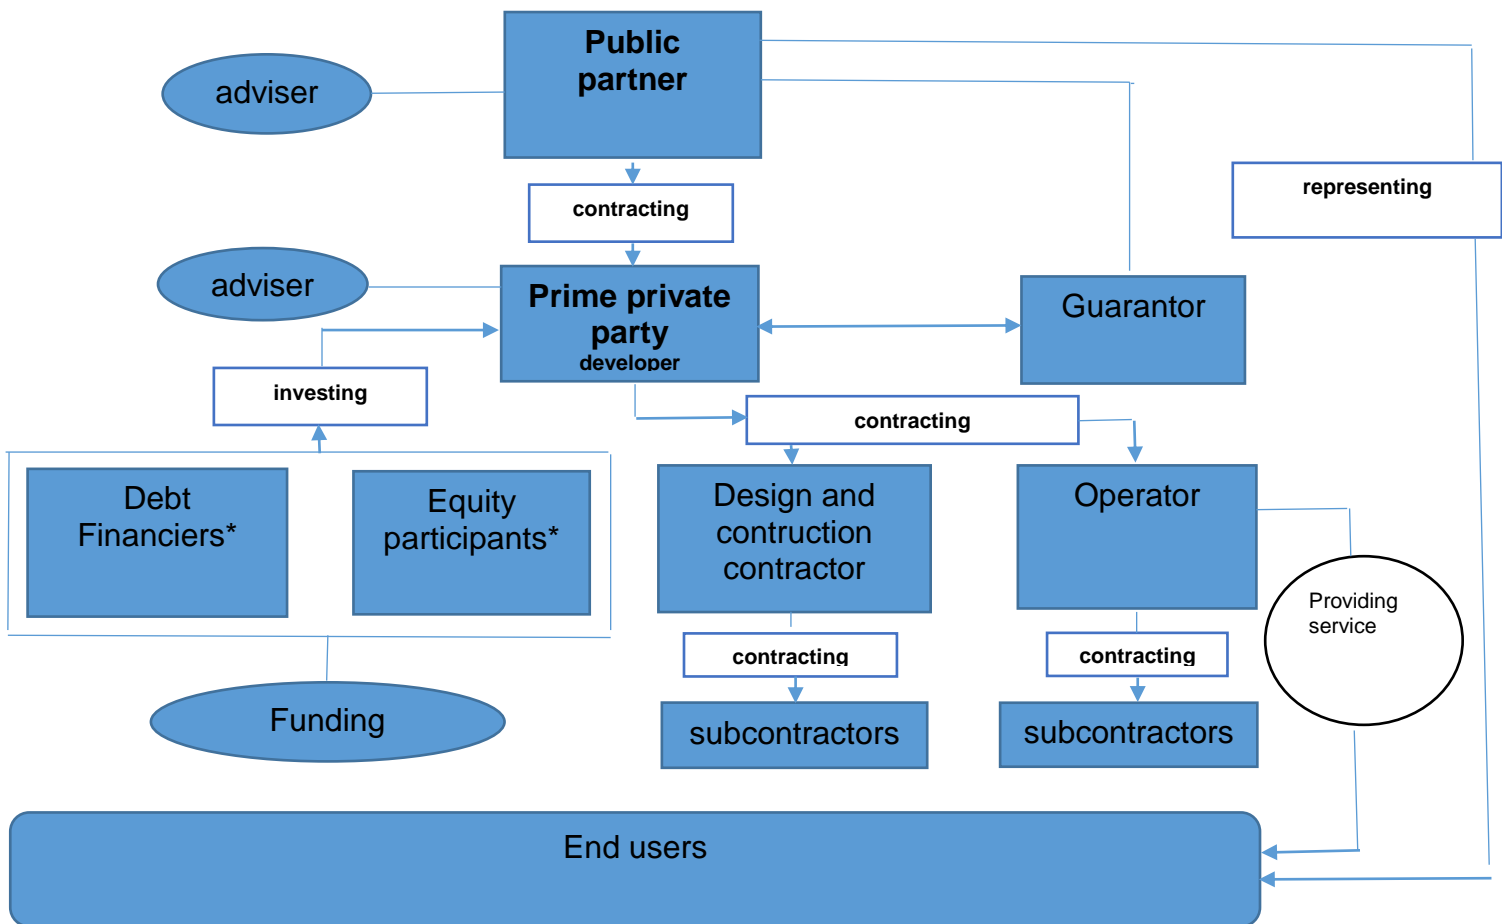 Public
partner
adviser
representing
contracting
adviser
Prime private
party
developer
Guarantor
investing
contracting
Debt
Financiers*
Equity
participants*
Design and
contruction
contractor
Operator
Providing
service
contracting
contracting
Funding
subcontractors
subcontractors
End users